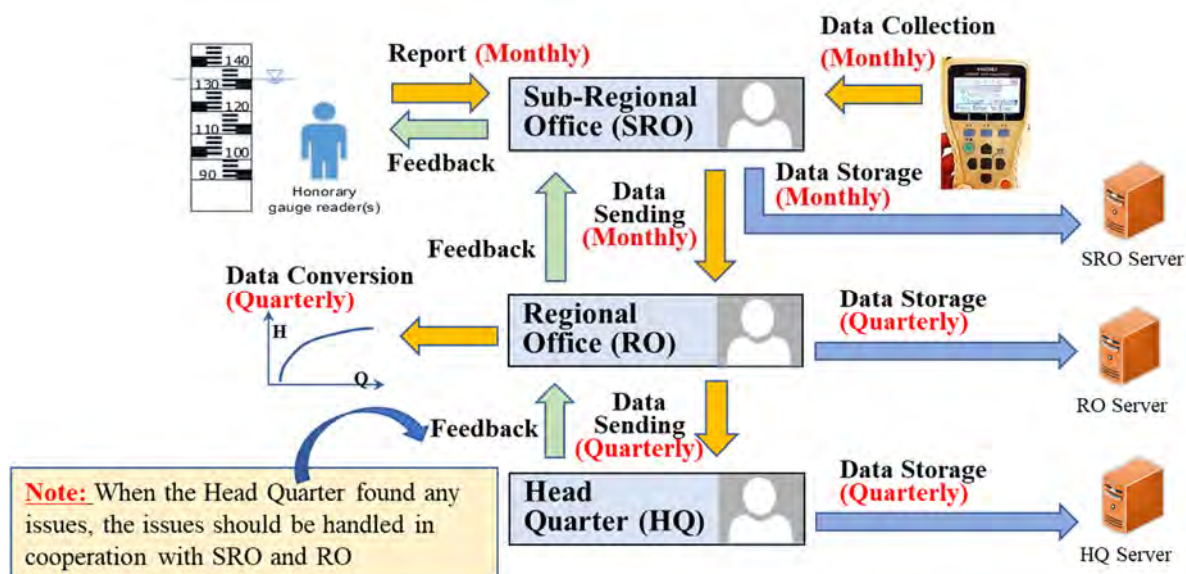 140
130
120
110
100
90
Honorary
gauge reader(s)
Report (Monthly)
Feedback
Sub-Regional
Office (SRO)
Data Collection
(Monthly)
Data Storage
(Monthly)
SRO Server
Data
Sending
(Monthly)
Feedback
Data Conversion
(Quarterly)
H
Q
Regional
Office (RO)
Data Storage
(Quarterly)
RO Server
Feedback
Data
Sending
(Quarterly)
Head
Quarter (HQ)
Data Storage
(Quarterly)
HQ Server
Note: When the Head Quarter found any
issues, the issues should be handled in
cooperation with SRO and RO